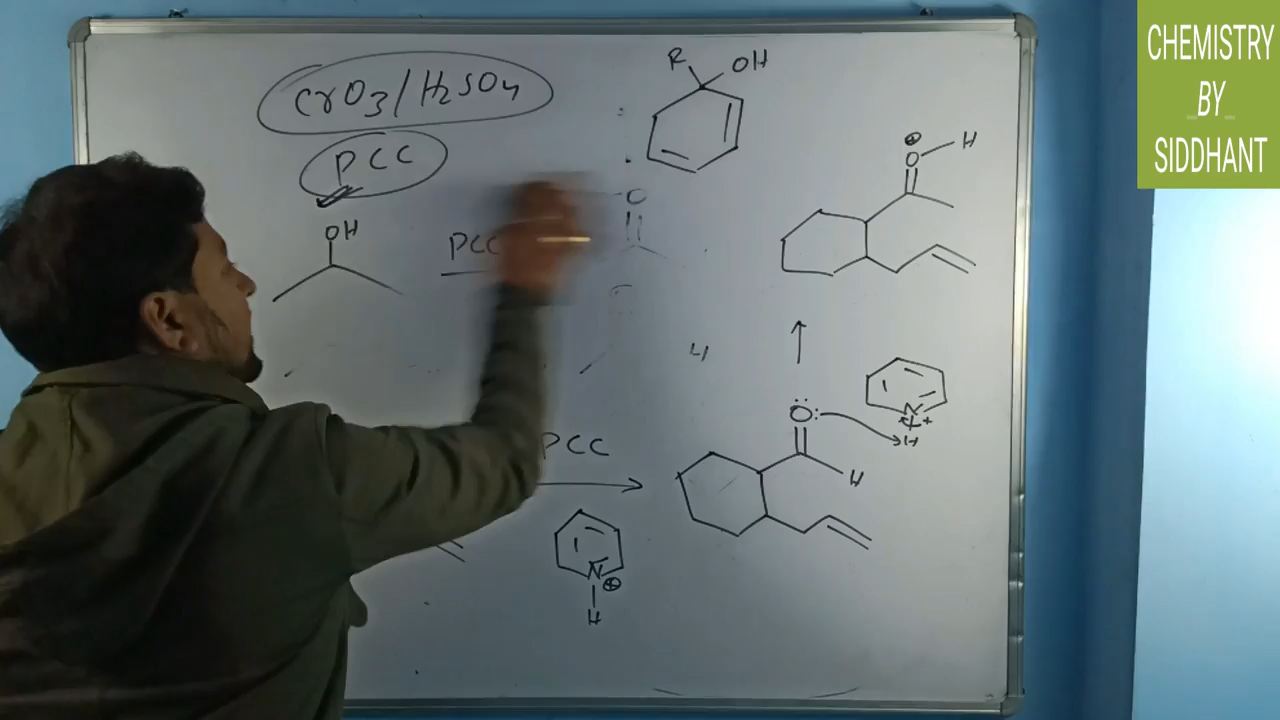 CrO3/H2SO4
PCC
OH
PCC
O
R
OH
⊕
O
H
CHEMISTRY
BY
SIDDHANT
PCC
N
⊕
H
O
H
N
+
H